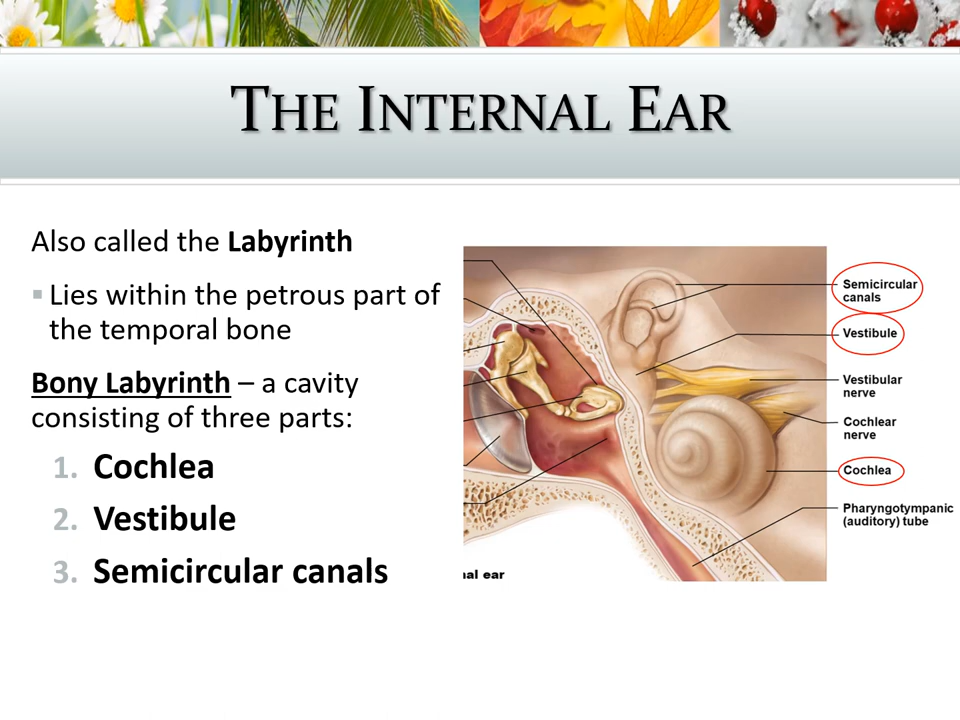 THE INTERNAL EAR
Also called the Labyrinth
▪ Lies within the petrous part of
the temporal bone
Bony Labyrinth – a cavity
consisting of three parts:
1. Cochlea
2. Vestibule
3. Semicircular canals
Semicircular
canals
Vestibule
Vestibular
nerve
Cochlear
nerve
Cochlea
Pharyngotympanic
(auditory) tube
ear